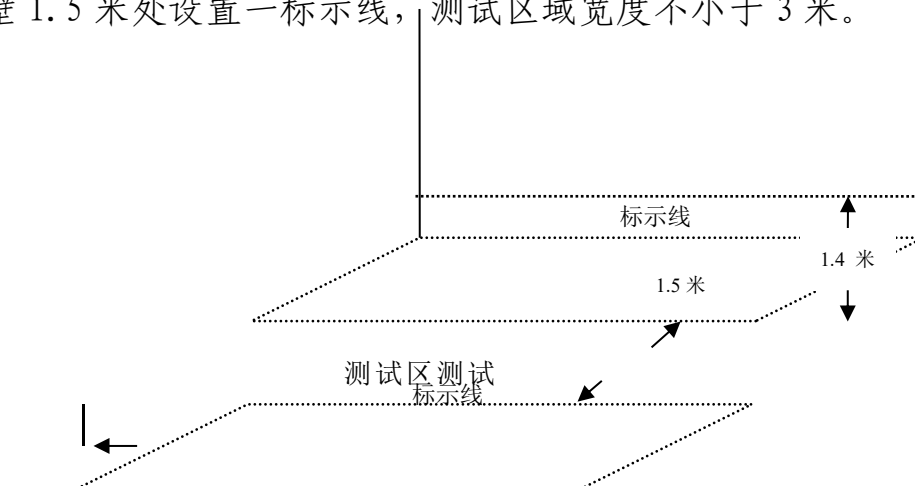 壁 1.5 米处设置一标示线，测试区域宽度不小于 3 米。
标示线
1.4 米
1.5 米
测试区测试
标示线